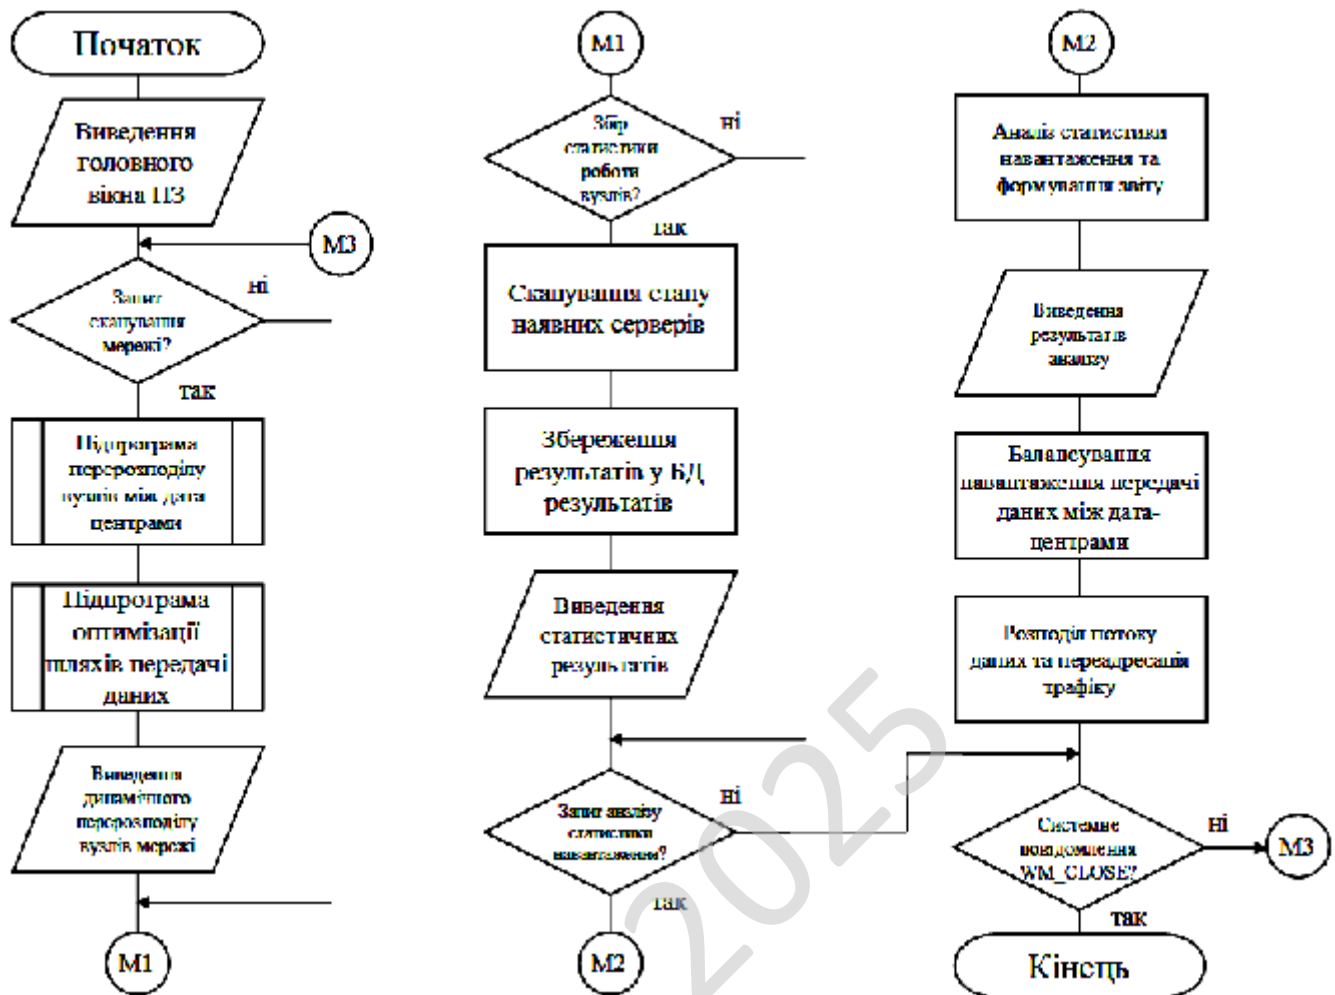 Початок
Виведення
головного
вікна ПЗ
М3
Запит
сканування
мережі?
ні
так
Підпрограма
перерозподілу
вузлів між дата
центрами
Підпрограма
оптимізації
шляхів передачі
даних
Виведення
динамічного
перерозподілу
вузлів мережі
М1
М1
Збір
статистики
роботи
вузлів?
ні
так
Сканування стану
наявних серверів
Збереження
результатів у БД
результатів
Виведення
статистичних
результатів
Запит аналізу
статистики
навантаження?
ні
так
М2
М2
Аналіз статистики
навантаження та
формування звіту
Виведення
результатів
аналізу
Балансування
навантаження передачі
даних між дата-
центрами
Розподіл потоку
даних та переадресація
трафіку
Системне
повідомлення
WM_CLOSE?
ні
М3
так
Кінець
2025